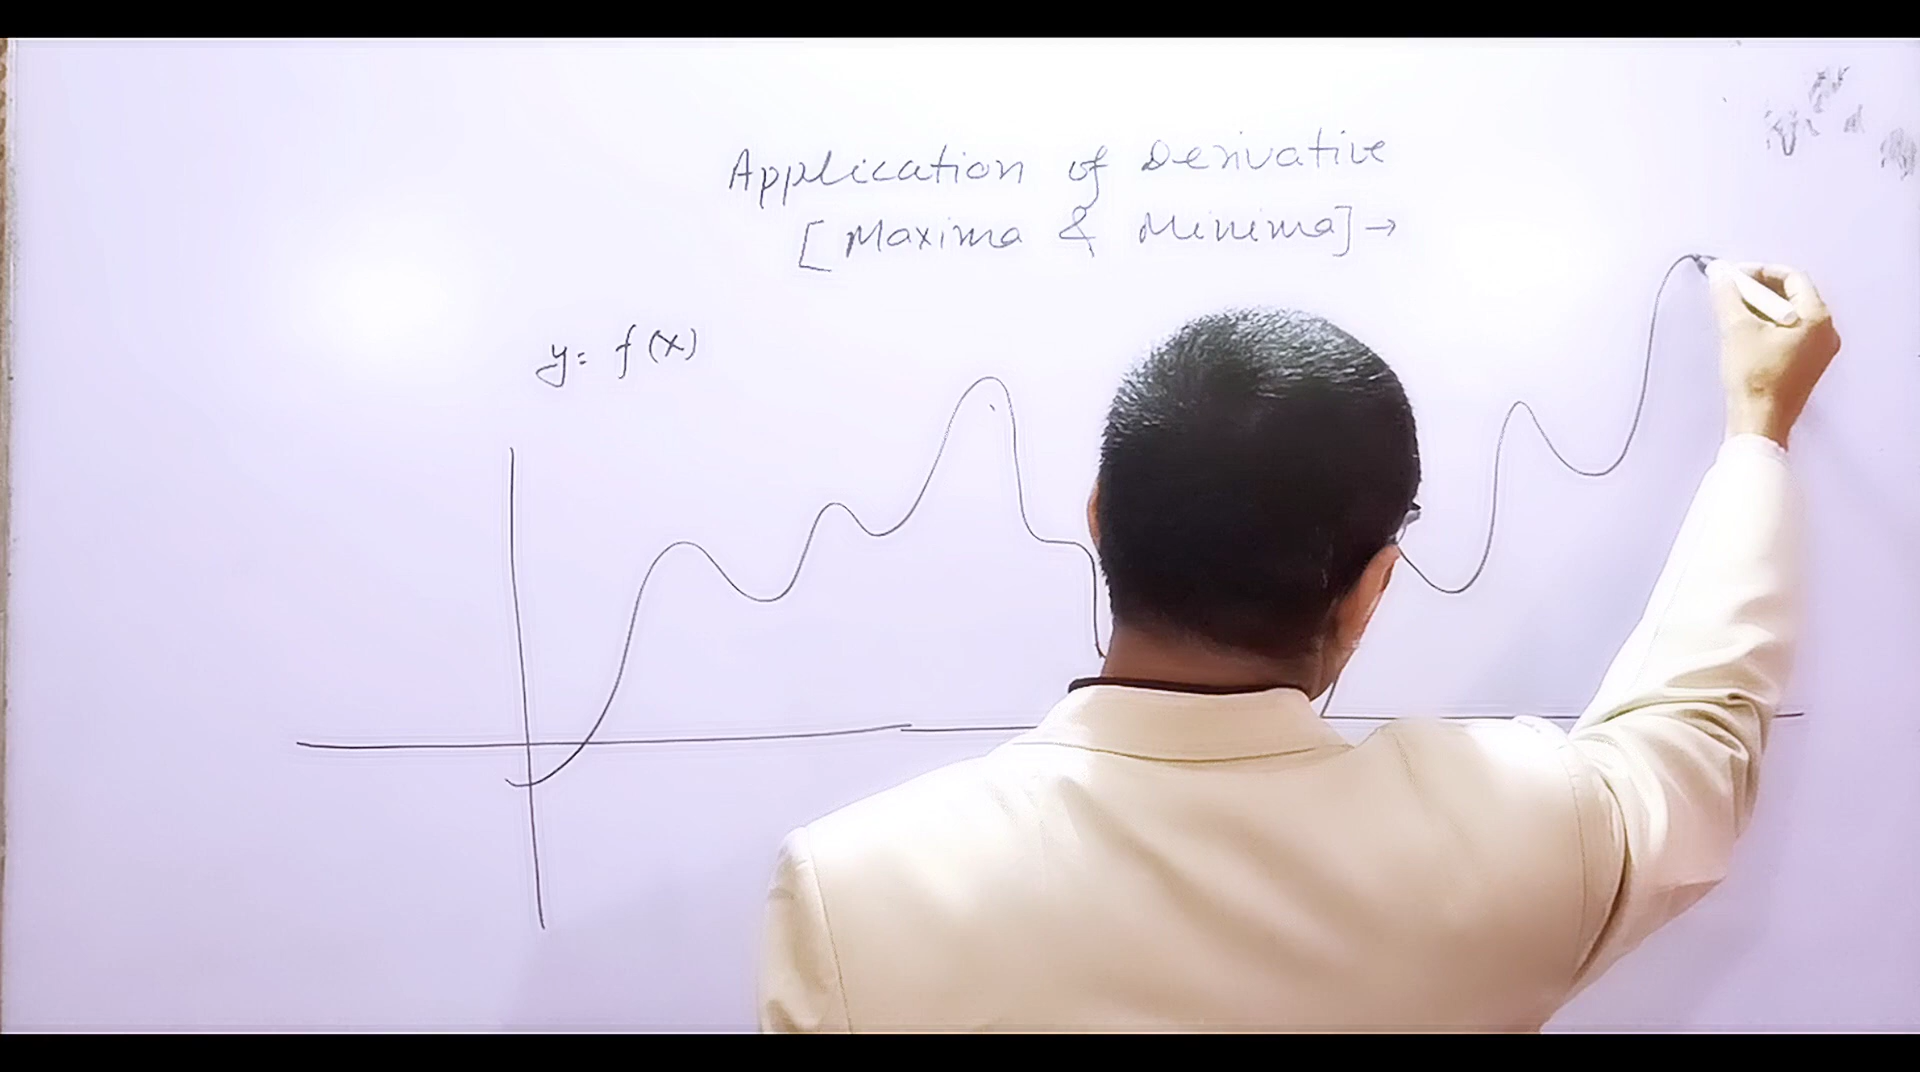 Application of Derivative
[Maxima & Minima]→
y= f(x)